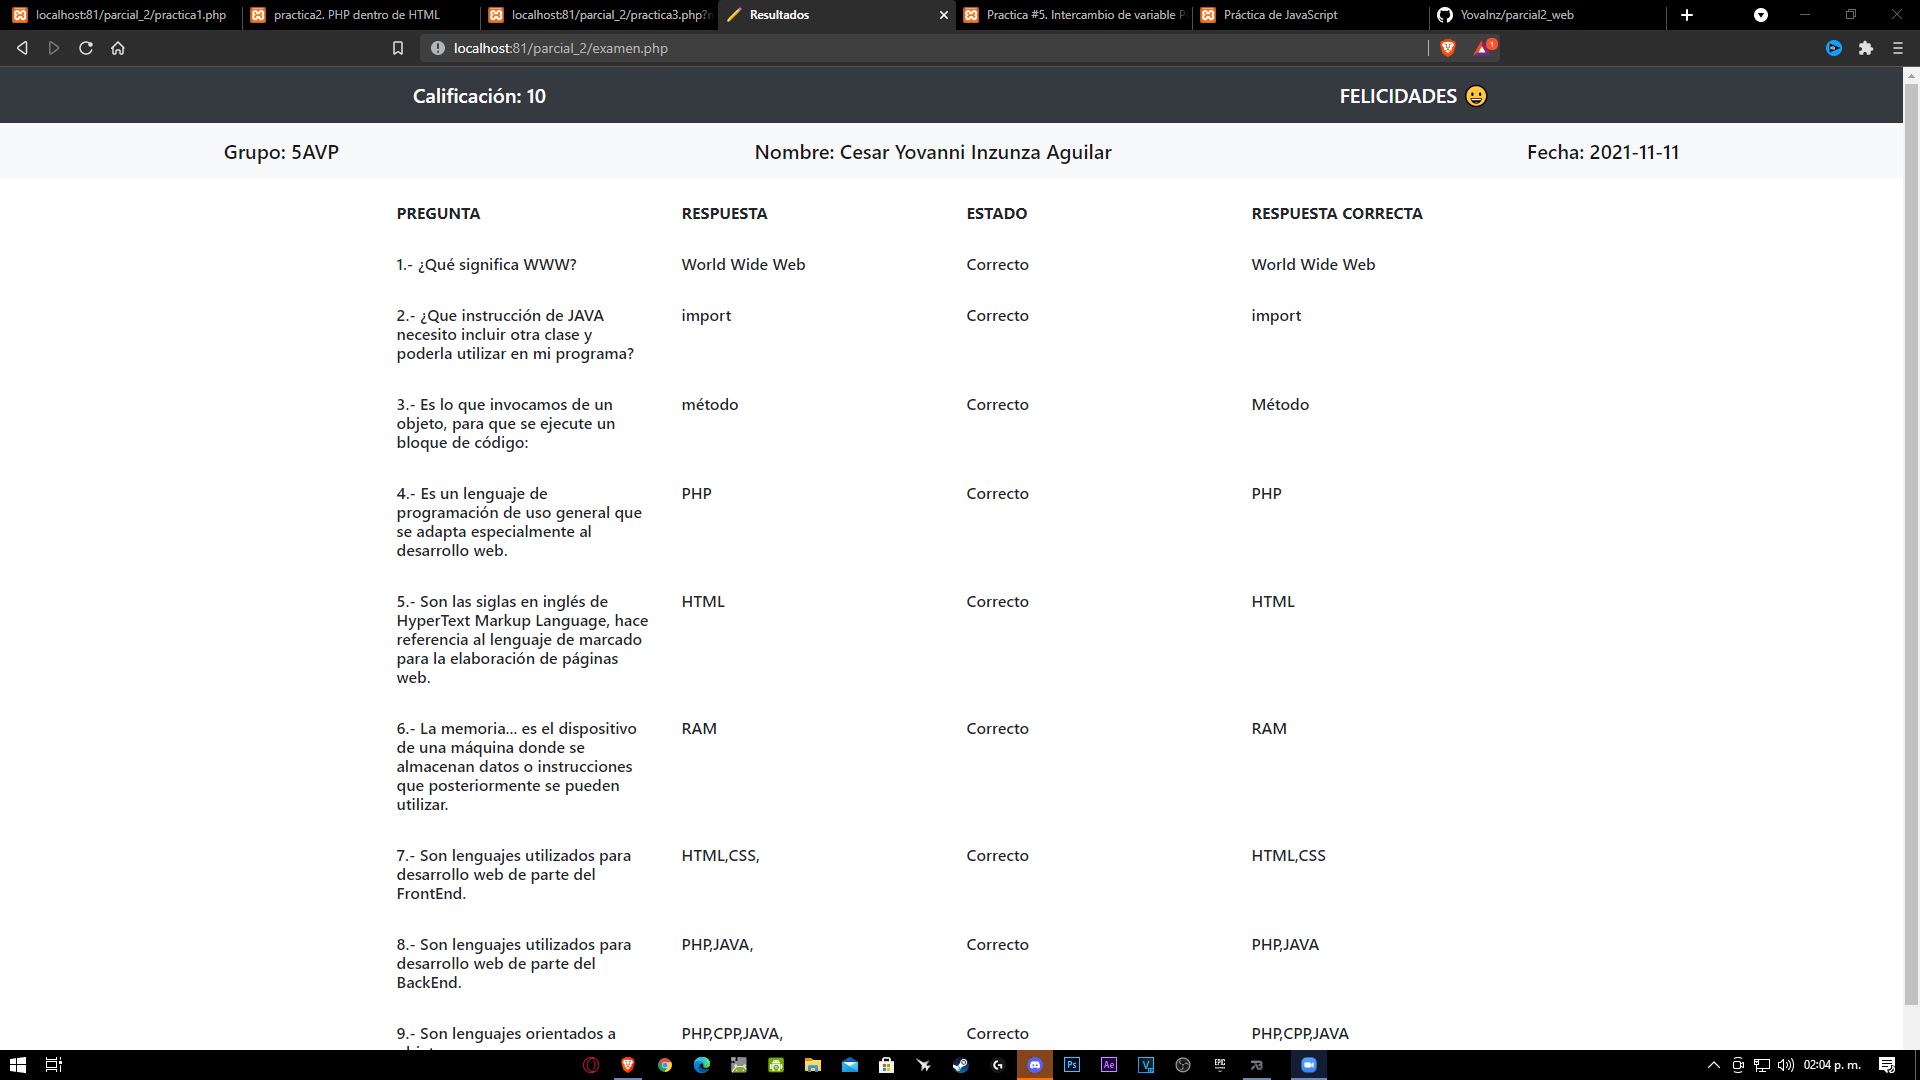 localhost:81/parcial_2/practica1.php
practica2. PHP dentro de HTML
localhost:81/parcial_2/practica3.php?n
Resultados
Practica #5. Intercambio de variable P
Práctica de JavaScript
YovaInz/parcial2_web
localhost:81/parcial_2/examen.php
1
Calificación: 10
FELICIDADES 😀
Grupo: 5AVP
Nombre: Cesar Yovanni Inzunza Aguilar
Fecha: 2021-11-11
PREGUNTA RESPUESTA ESTADO RESPUESTA CORRECTA
1.- ¿Qué significa WWW? World Wide Web Correcto World Wide Web
2.- ¿Que instrucción de JAVA import Correcto import
necesito incluir otra clase y
poderla utilizar en mi programa?
3.- Es lo que invocamos de un método Correcto Método
objeto, para que se ejecute un
bloque de código:
4.- Es un lenguaje de PHP Correcto PHP
programación de uso general que
se adapta especialmente al
desarrollo web.
5.- Son las siglas en inglés de HTML Correcto HTML
HyperText Markup Language, hace
referencia al lenguaje de marcado
para la elaboración de páginas
web.
6.- La memoria... es el dispositivo RAM Correcto RAM
de una máquina donde se
almacenan datos o instrucciones
que posteriormente se pueden
utilizar.
7.- Son lenguajes utilizados para HTML,CSS, Correcto HTML,CSS
desarrollo web de parte del
FrontEnd.
8.- Son lenguajes utilizados para PHP,JAVA, Correcto PHP,JAVA
desarrollo web de parte del
BackEnd.
9.- Son lenguajes orientados a PHP,CPP,JAVA, Correcto PHP,CPP,JAVA
Ps
Ae
EPIC
02:04 p. m.